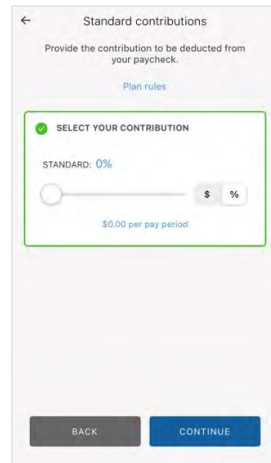 Standard contributions
Provide the contribution to be deducted from
your paycheck.
Plan rules
SELECT YOUR CONTRIBUTION
STANDARD: 0%
$ %
$0.00 per pay period
BACK CONTINUE